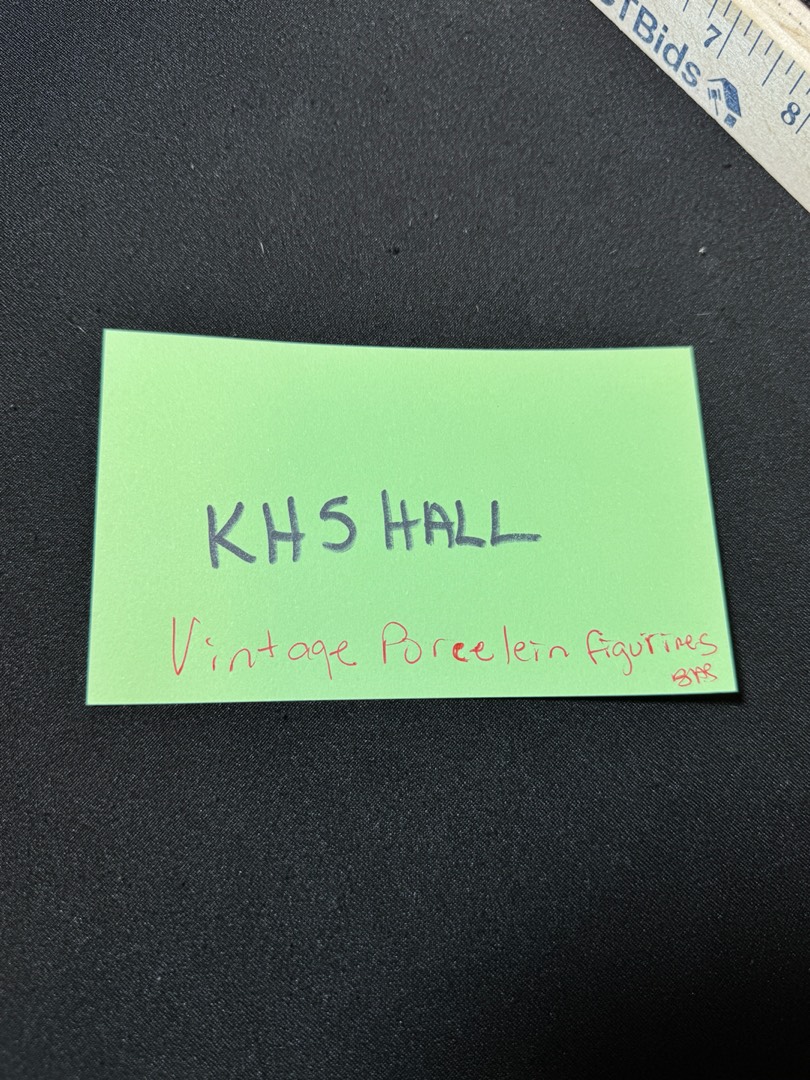 TBids
7
8
KHS HALL
Vintage Porcelein figurines